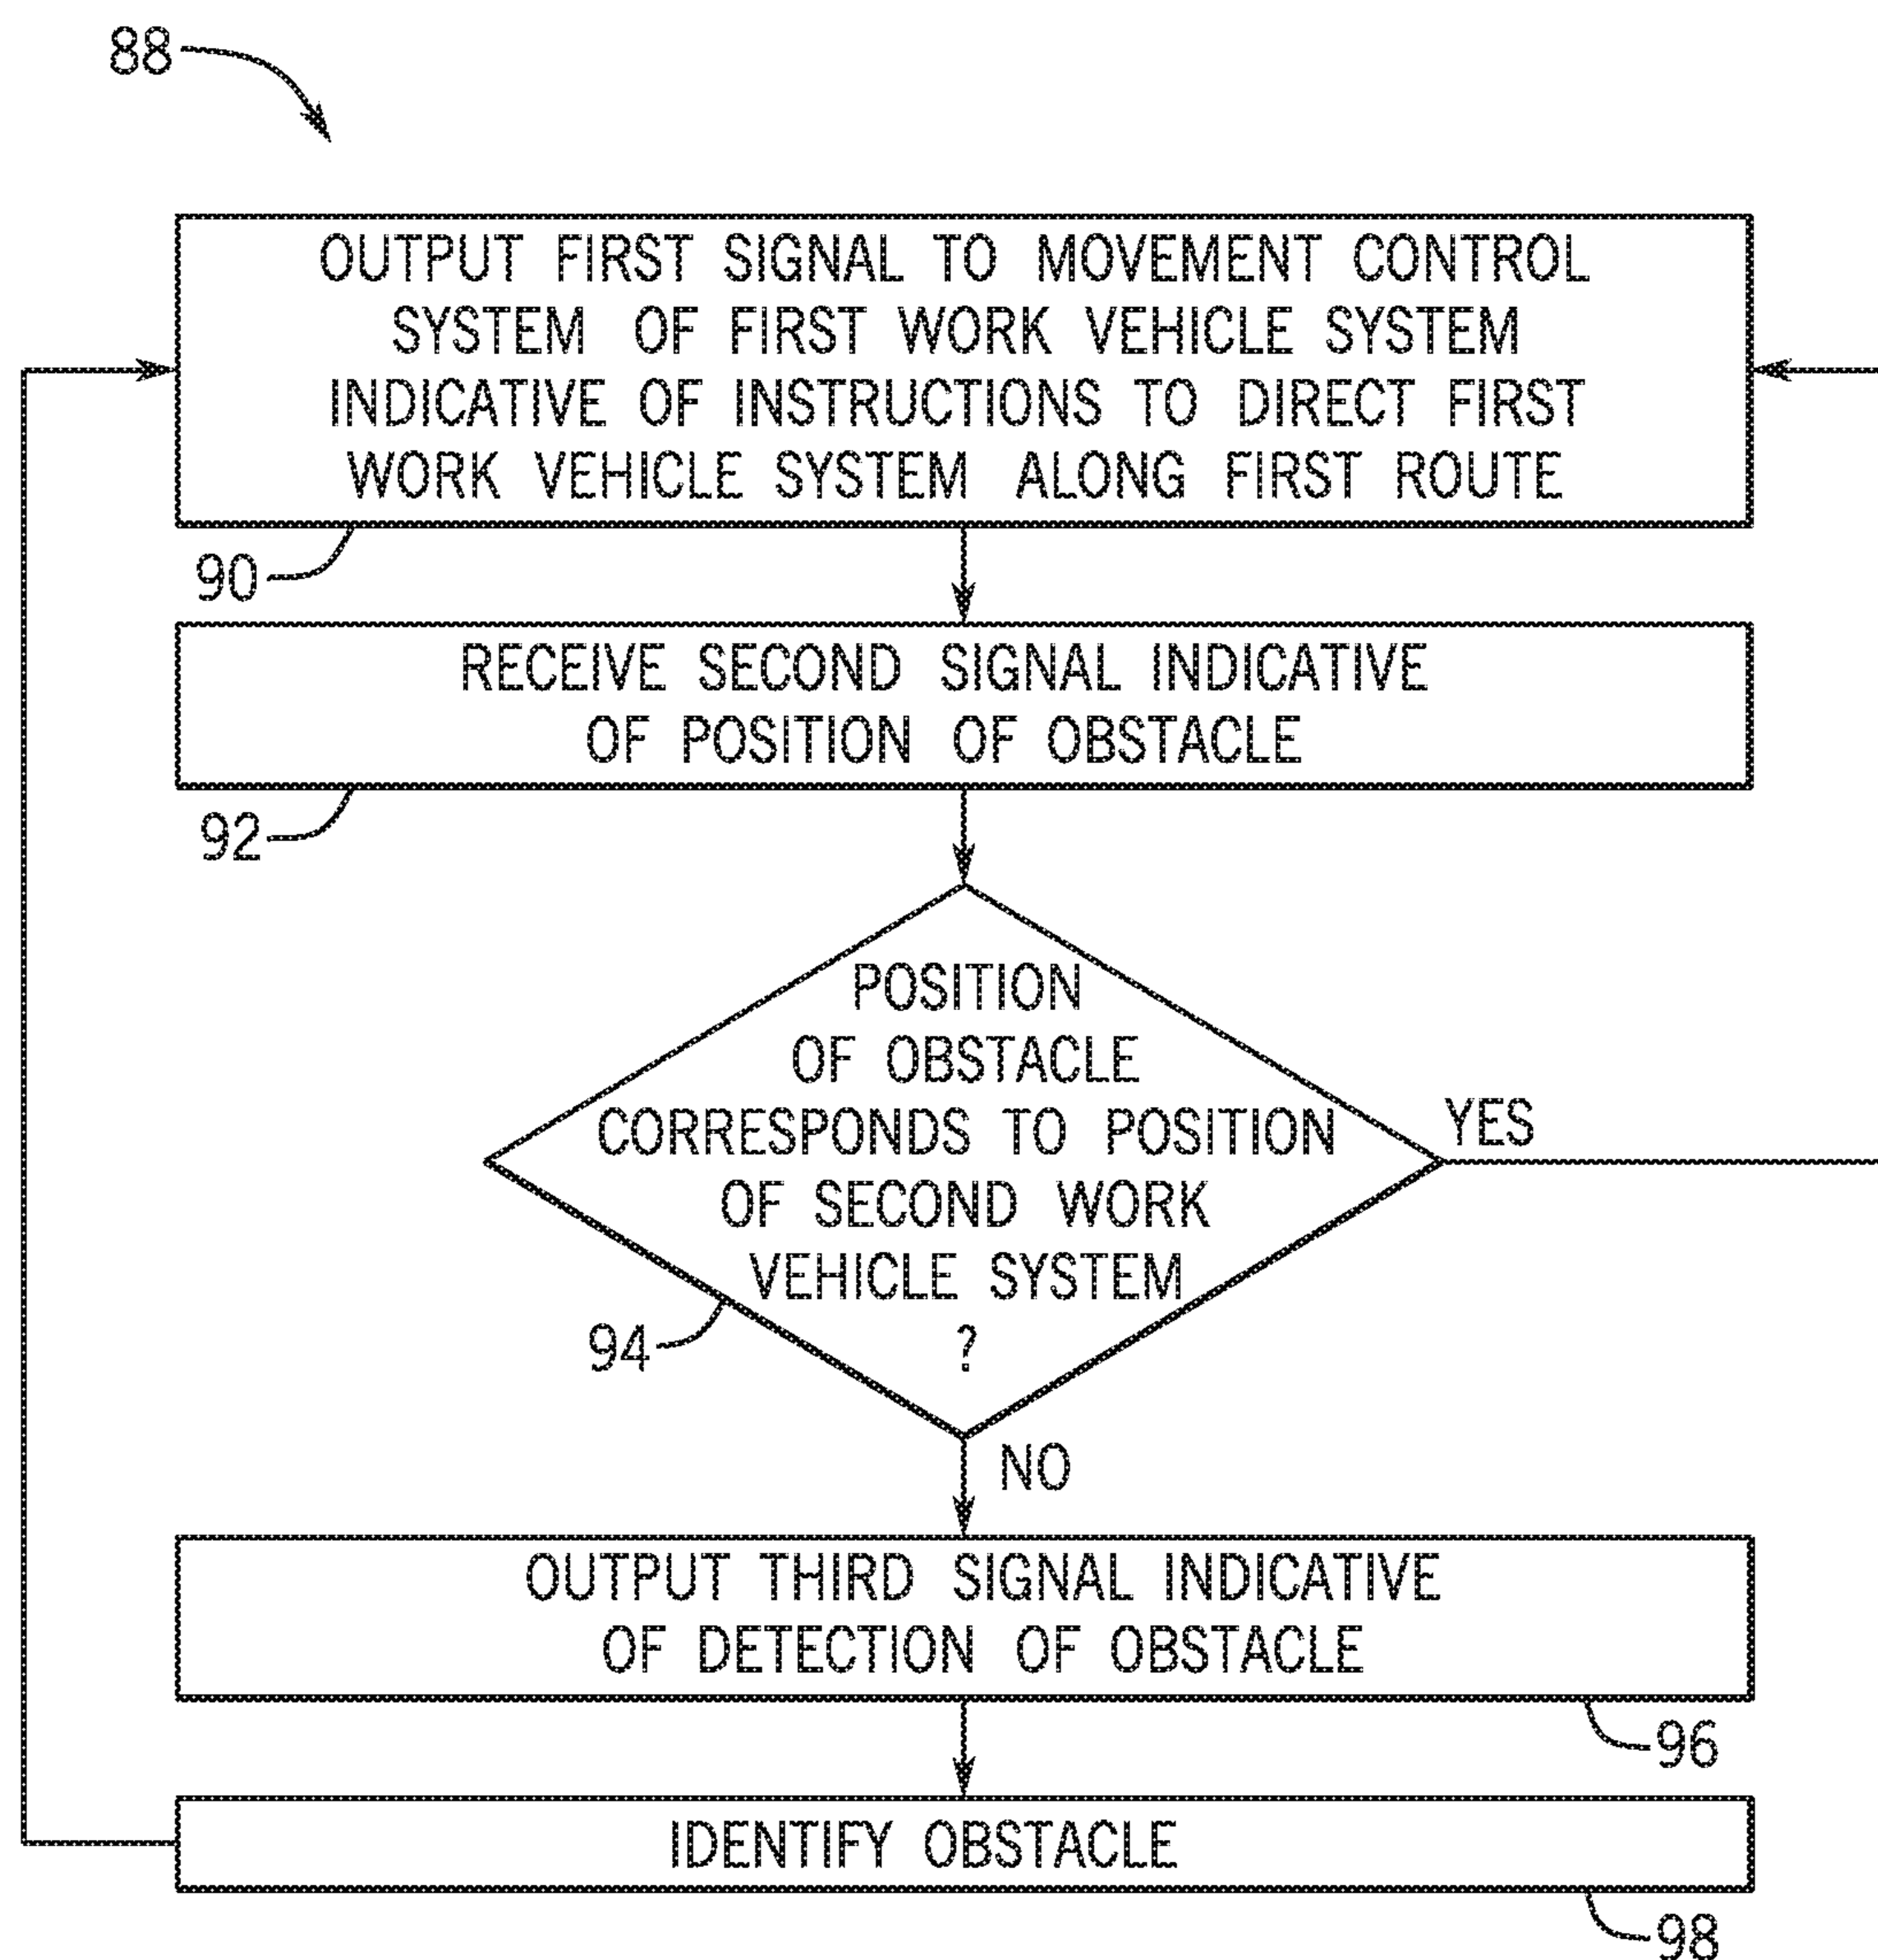 88
OUTPUT FIRST SIGNAL TO MOVEMENT CONTROL
SYSTEM OF FIRST WORK VEHICLE SYSTEM
INDICATIVE OF INSTRUCTIONS TO DIRECT FIRST
WORK VEHICLE SYSTEM ALONG FIRST ROUTE
90
RECEIVE SECOND SIGNAL INDICATIVE
OF POSITION OF OBSTACLE
92
POSITION
OF OBSTACLE
CORRESPONDS TO POSITION
OF SECOND WORK
VEHICLE SYSTEM
?
YES
94
NO
OUTPUT THIRD SIGNAL INDICATIVE
OF DETECTION OF OBSTACLE
96
IDENTIFY OBSTACLE
98